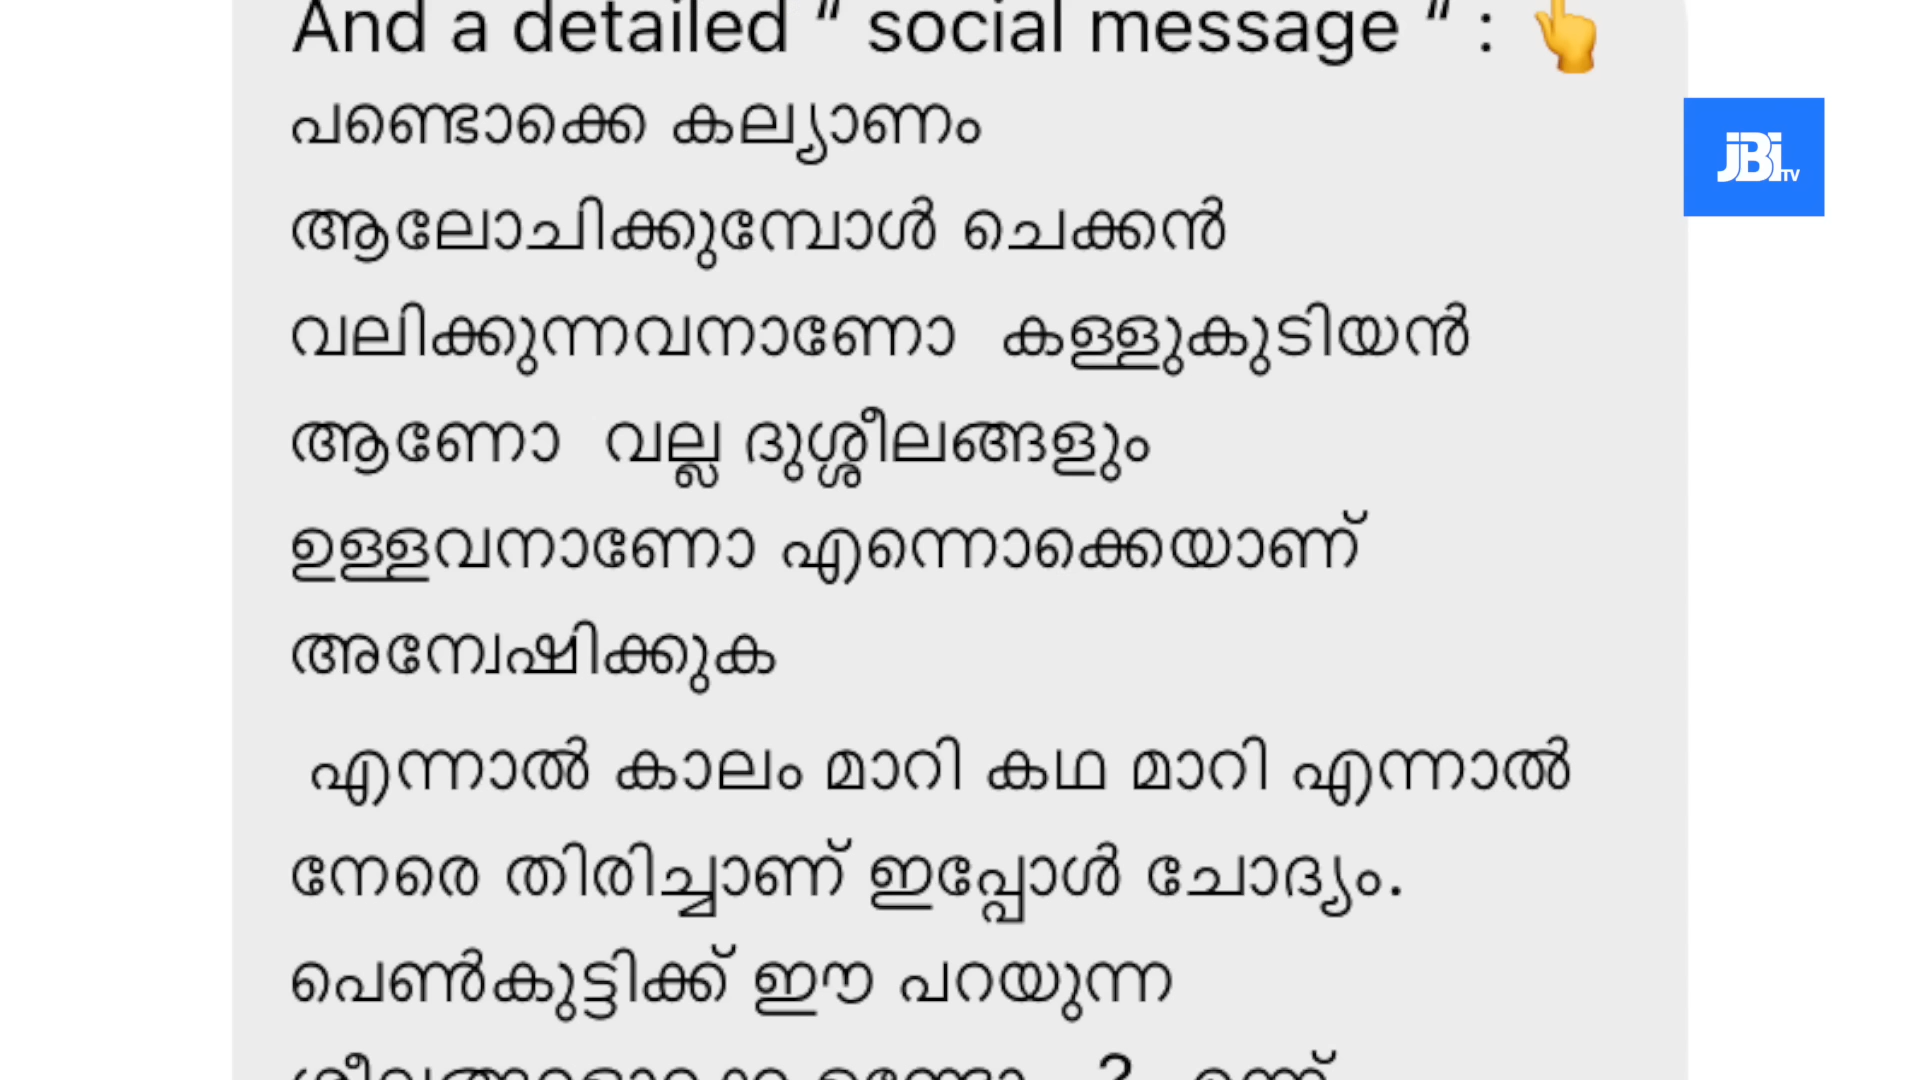 And a detailed “ social message “ : 👆
പണ്ടൊക്കെ കല്യാണം
ആലോചിക്കുമ്പോൾ ചെക്കൻ
വലിക്കുന്നവനാണോ  കള്ളുകുടിയൻ
ആണോ  വല്ല ദുശ്ശീലങ്ങളും
ഉള്ളവനാണോ എന്നൊക്കെയാണ്
അന്വേഷിക്കുക
എന്നാൽ കാലം മാറി കഥ മാറി എന്നാൽ
നേരെ തിരിച്ചാണ് ഇപ്പോൾ ചോദ്യം.
പെൺകുട്ടിക്ക് ഈ പറയുന്ന
JBi TV